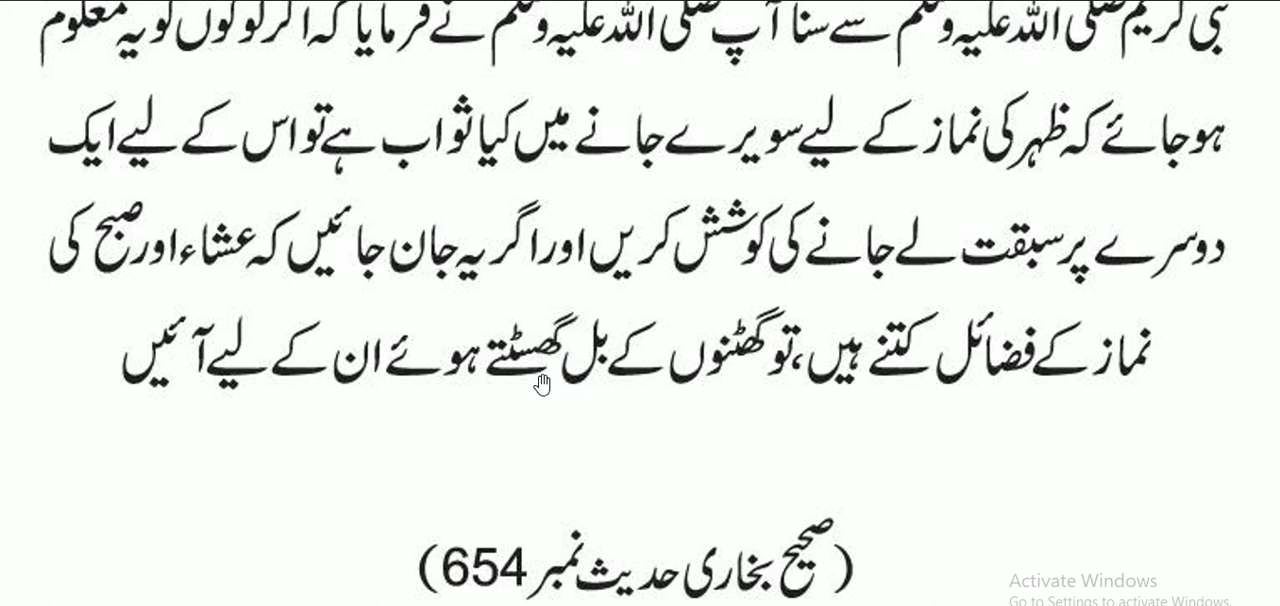 نبی کریم صلی اللہ علیہ وسلم سے سنا آپ صلی اللہ علیہ وسلم نے فرمایا کہ اگر لوگوں کو یہ معلوم
ہو جائے کہ ظہر کی نماز کے لیے سویرے جانے میں کیا ثواب ہے تو اس کے لیے ایک
دوسرے پر سبقت لے جانے کی کوشش کریں اور اگر یہ جان جائیں کہ عشاء اور صبح کی
نماز کے فضائل کتنے ہیں، تو گھٹنوں کے بل گھسٹتے ہوئے ان کے لیے آئیں
(صحیح بخاری حدیث نمبر 654)
Activate Windows
Go to Settings to activate Windows.